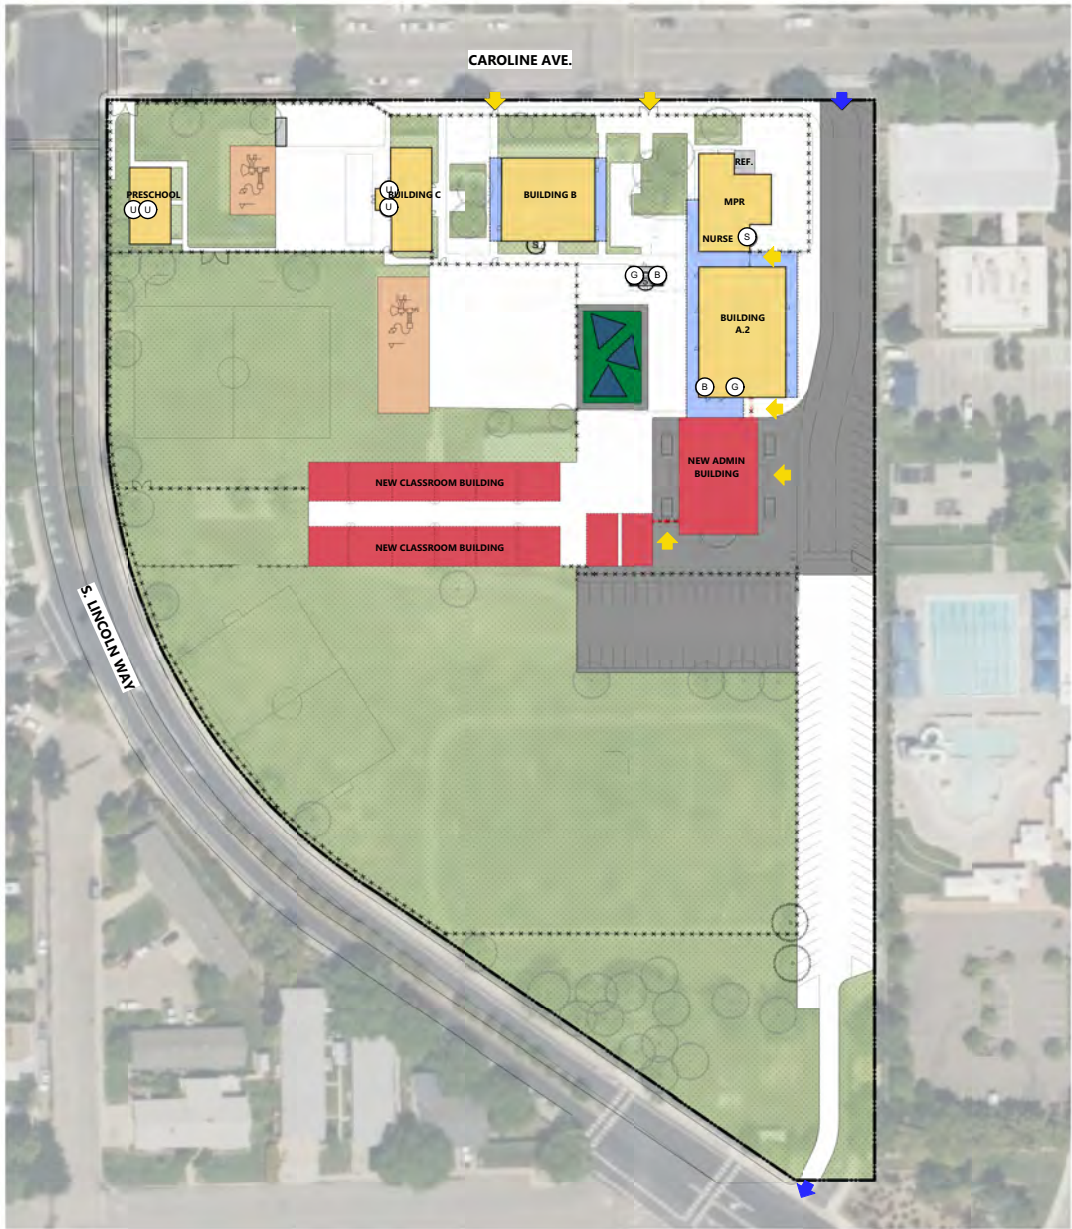 CAROLINE AVE.
REF.
PRESCHOOL
U
U
U
BUILDING C
U
BUILDING B
MPR
S
NURSE
S
G
B
BUILDING
A.2
B
G
NEW ADMIN
BUILDING
NEW CLASSROOM BUILDING
NEW CLASSROOM BUILDING
S. LINCOLN WAY